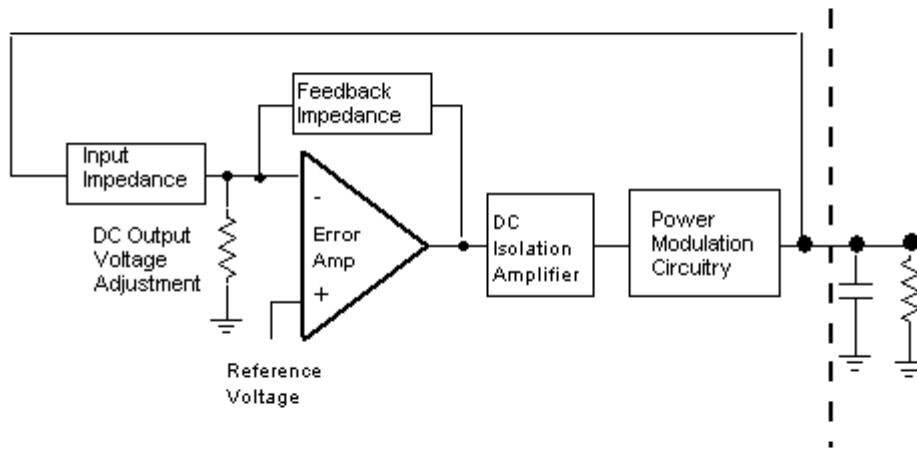 Feedback
Impedance
Input
Impedance
-
Error
Amp
+
DC Output
Voltage
Adjustment
DC
Isolation
Amplifier
Power
Modulation
Circuitry
Reference
Voltage